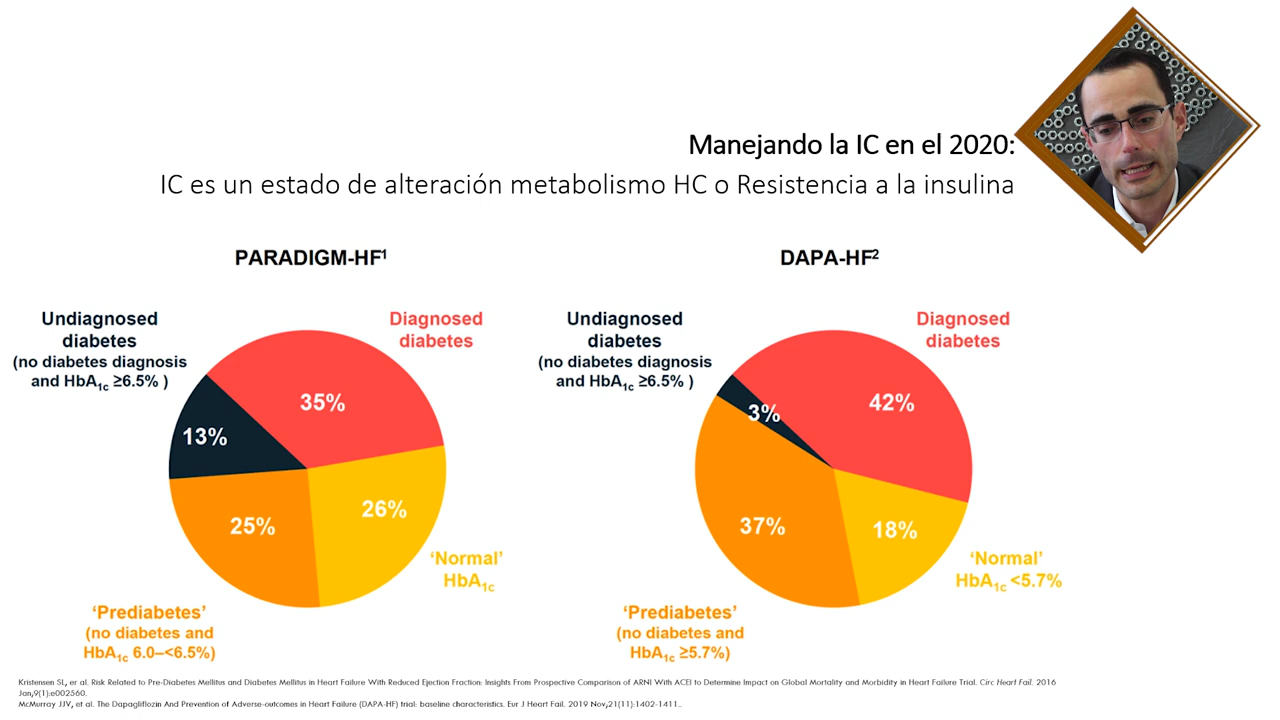 Manejando la IC en el 2020:
IC es un estado de alteración metabolismo HC o Resistencia a la insulina
PARADIGM-HF¹
Undiagnosed
diabetes
(no diabetes diagnosis
and HbA1c ≥6.5% )
Diagnosed
diabetes
35%
13%
25%
26%
'Normal'
HbA1c
'Prediabetes'
(no diabetes and
HbA1c 6.0–<6.5%)
DAPA-HF²
Undiagnosed
diabetes
(no diabetes diagnosis
and HbA1c ≥6.5% )
Diagnosed
diabetes
42%
3%
37%
18%
'Normal'
HbA1c <5.7%
'Prediabetes'
(no diabetes and
HbA1c ≥5.7%)
Kristensen SL, er al. Risk Related to Pre-Diabetes Mellitus and Diabetes Mellitus in Heart Failure With Reduced Ejection Fraction: Insights From Prospective Comparison of ARNI With ACEI to Determine Impact on Global Mortality and Morbidity in Heart Failure Trial. Circ Heart Fail. 2016
Jan,9(1):e002560.
McMurray JJV, et al. The Dapagliflozin And Prevention of Adverse-outcomes in Heart Failure (DAPA-HF) trial: baseline characteristics. Eur J Heart Fail. 2019 Nov,21(11):1402-1411..